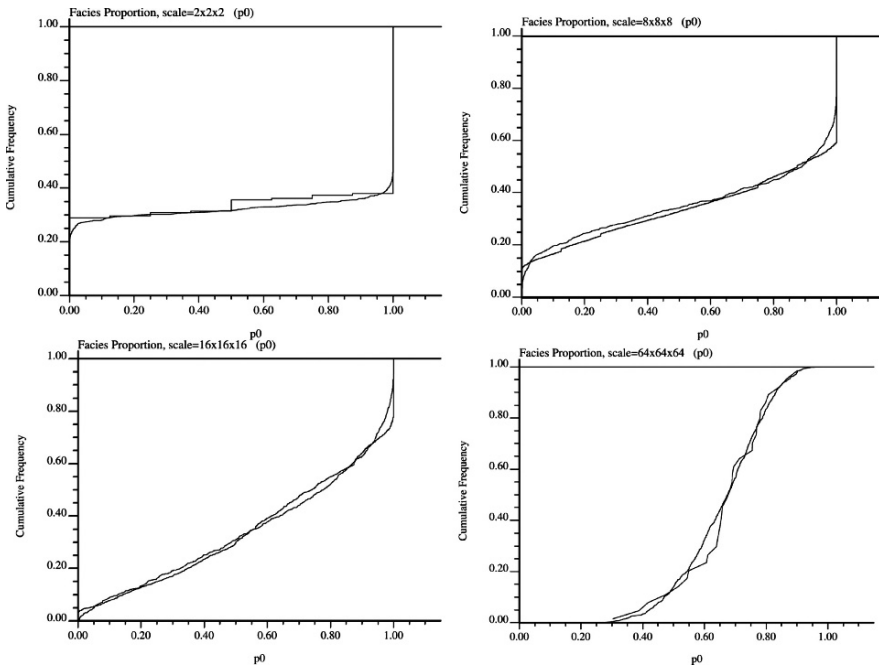 Facies Proportion, scale=2x2x2 (p0)
Cumulative Frequency
1.00
0.80
0.60
0.40
0.20
0.00
0.00 0.20 0.40 0.60 0.80 1.00
p0
Facies Proportion, scale=8x8x8 (p0)
Cumulative Frequency
1.00
0.80
0.60
0.40
0.20
0.00
0.00 0.20 0.40 0.60 0.80 1.00
p0
Facies Proportion, scale=16x16x16 (p0)
Cumulative Frequency
1.00
0.80
0.60
0.40
0.20
0.00
0.00 0.20 0.40 0.60 0.80 1.00
p0
Facies Proportion, scale=64x64x64 (p0)
Cumulative Frequency
1.00
0.80
0.60
0.40
0.20
0.00
0.00 0.20 0.40 0.60 0.80 1.00
p0